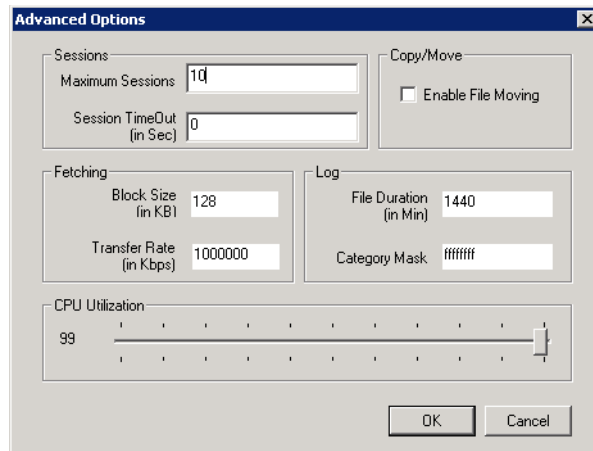 Advanced Options
Sessions
Maximum Sessions 10
Session TimeOut
(in Sec) 0
Copy/Move
Enable File Moving
Fetching
Block Size
(in KB) 128
Transfer Rate
(in Kbps) 1000000
Log
File Duration
(in Min) 1440
Category Mask ffffffff
CPU Utilization
99
OK Cancel